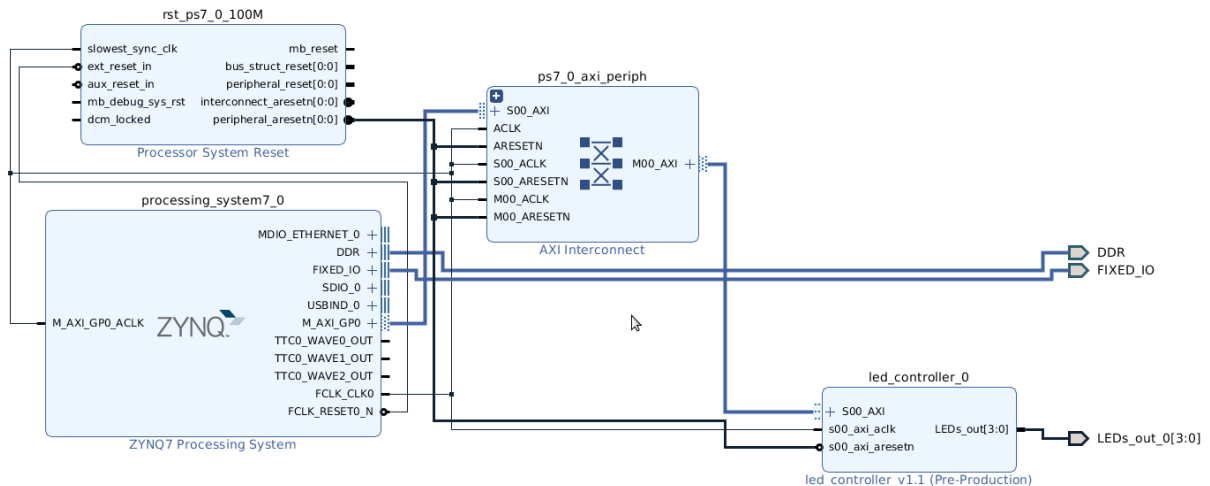 rst_ps7_0_100M
slowest_sync_clk
mb_reset
ext_reset_in
bus_struct_reset[0:0]
aux_reset_in
peripheral_reset[0:0]
mb_debug_sys_rst
interconnect_aresetn[0:0]
dcm_locked
peripheral_aresetn[0:0]
Processor System Reset
ps7_0_axi_periph
S00_AXI
ACLK
ARESETN
S00_ACLK
M00_AXI
S00_ARESETN
M00_ACLK
M00_ARESETN
AXI Interconnect
processing_system7_0
MDIO_ETHERNET_0
DDR
FIXED_IO
SDIO_0
USBIND_0
M_AXI_GP0_ACLK
ZYNQ
M_AXI_GP0
TTC0_WAVE0_OUT
TTC0_WAVE1_OUT
TTC0_WAVE2_OUT
FCLK_CLK0
FCLK_RESET0_N
ZYNQ7 Processing System
DDR
FIXED_IO
led_controller_0
S00_AXI
s00_axi_aclk
LEDs_out[3:0]
s00_axi_aresetn
led_controller_v1.1 (Pre-Production)
LEDs_out_0[3:0]